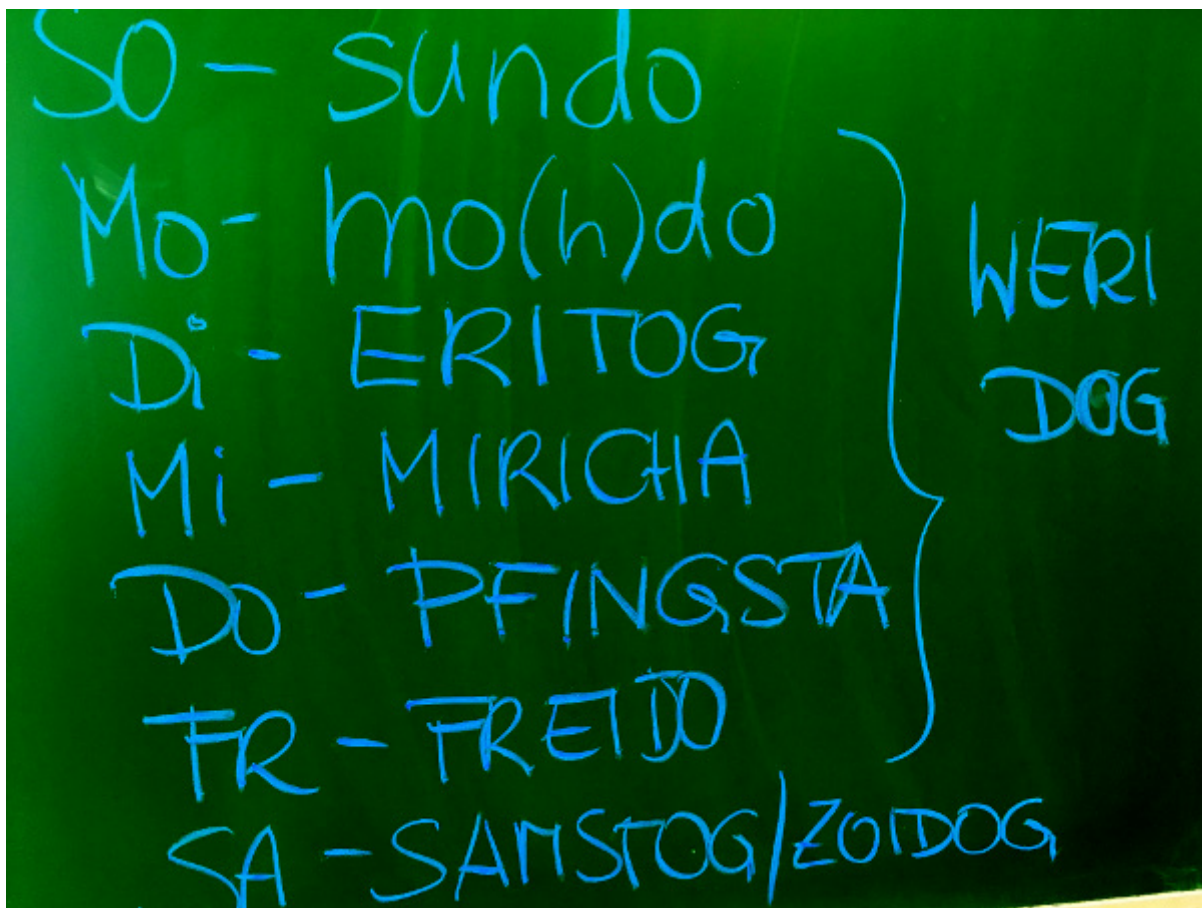 SO - sundo
Mo - mo(h)do
Di - ERITOG
Mi - MIRICHA
DO - PFINGSTA
FR - FREIDO
SA - SAMSTOG/ZOIDOG
WERI
DOG